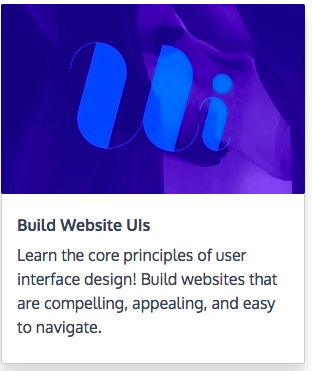 Ui
Build Website UIs
Learn the core principles of user
interface design! Build websites that
are compelling, appealing, and easy
to navigate.